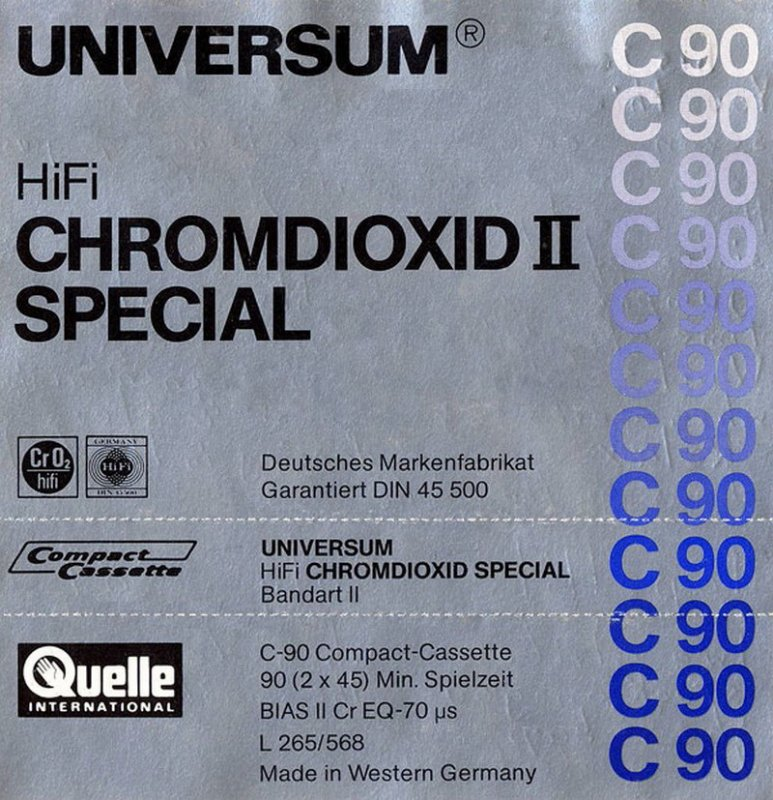 UNIVERSUM®
HiFi
CHROMDIOXID II
SPECIAL
C 90
C 90
C 90
C 90
C 90
C 90
C 90
C 90
C 90
C 90
C 90
C 90
CrO₂
hifi
GERMANY
HiFi
DIN 45500
Deutsches Markenfabrikat
Garantiert DIN 45 500
Compact
Cassette
UNIVERSUM
HiFi CHROMDIOXID SPECIAL
Bandart II
Quelle
INTERNATIONAL
C-90 Compact-Cassette
90 (2 x 45) Min. Spielzeit
BIAS II Cr EQ-70 µs
L 265/568
Made in Western Germany